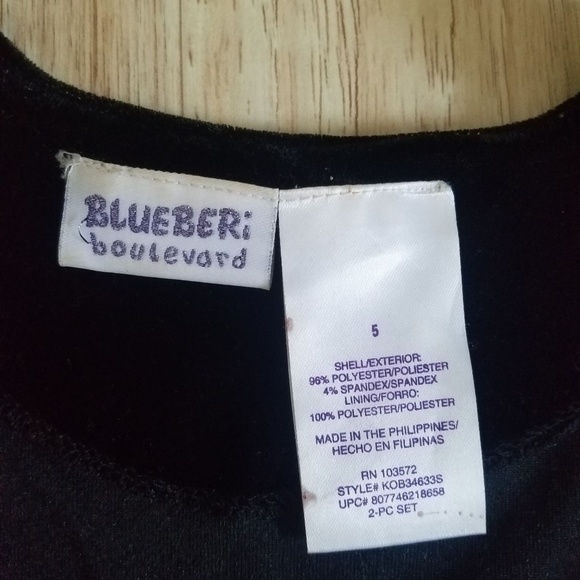 BLUEBERi
boulevard
5
SHELL/EXTERIOR:
96% POLYESTER/POLIESTER
4% SPANDEX/SPANDEX
LINING/FORRO:
100% POLYESTER/POLIESTER
MADE IN THE PHILIPPINES/
HECHO EN FILIPINAS
RN 103572
STYLE# KOB34633S
UPC# 807746218658
2-PC SET